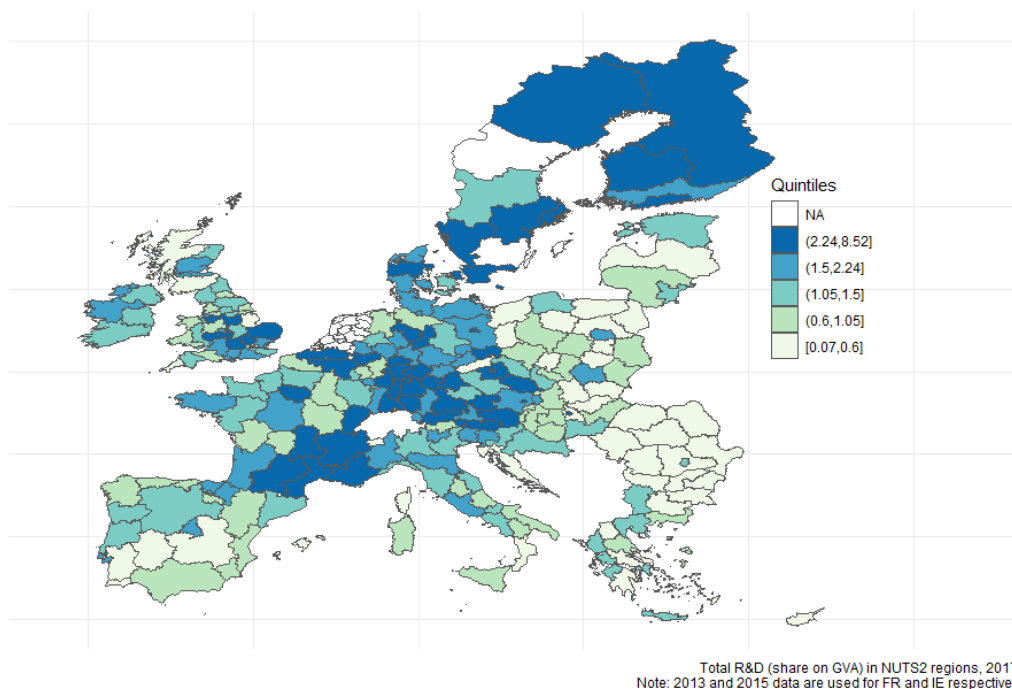 Quintiles
NA
(2.24,8.52]
(1.5,2.24]
(1.05,1.5]
(0.6,1.05]
[0.07,0.6]
Total R&D (share on GVA) in NUTS2 regions, 2017
Note: 2013 and 2015 data are used for FR and IE respective